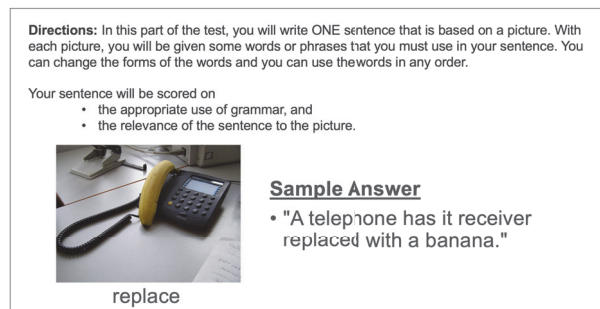 Directions: In this part of the test, you will write ONE sentence that is based on a picture. With
each picture, you will be given some words or phrases that you must use in your sentence. You
can change the forms of the words and you can use thewords in any order.
Your sentence will be scored on
• the appropriate use of grammar, and
• the relevance of the sentence to the picture.
Sample Answer
• "A telephone has it receiver
replaced with a banana."
replace